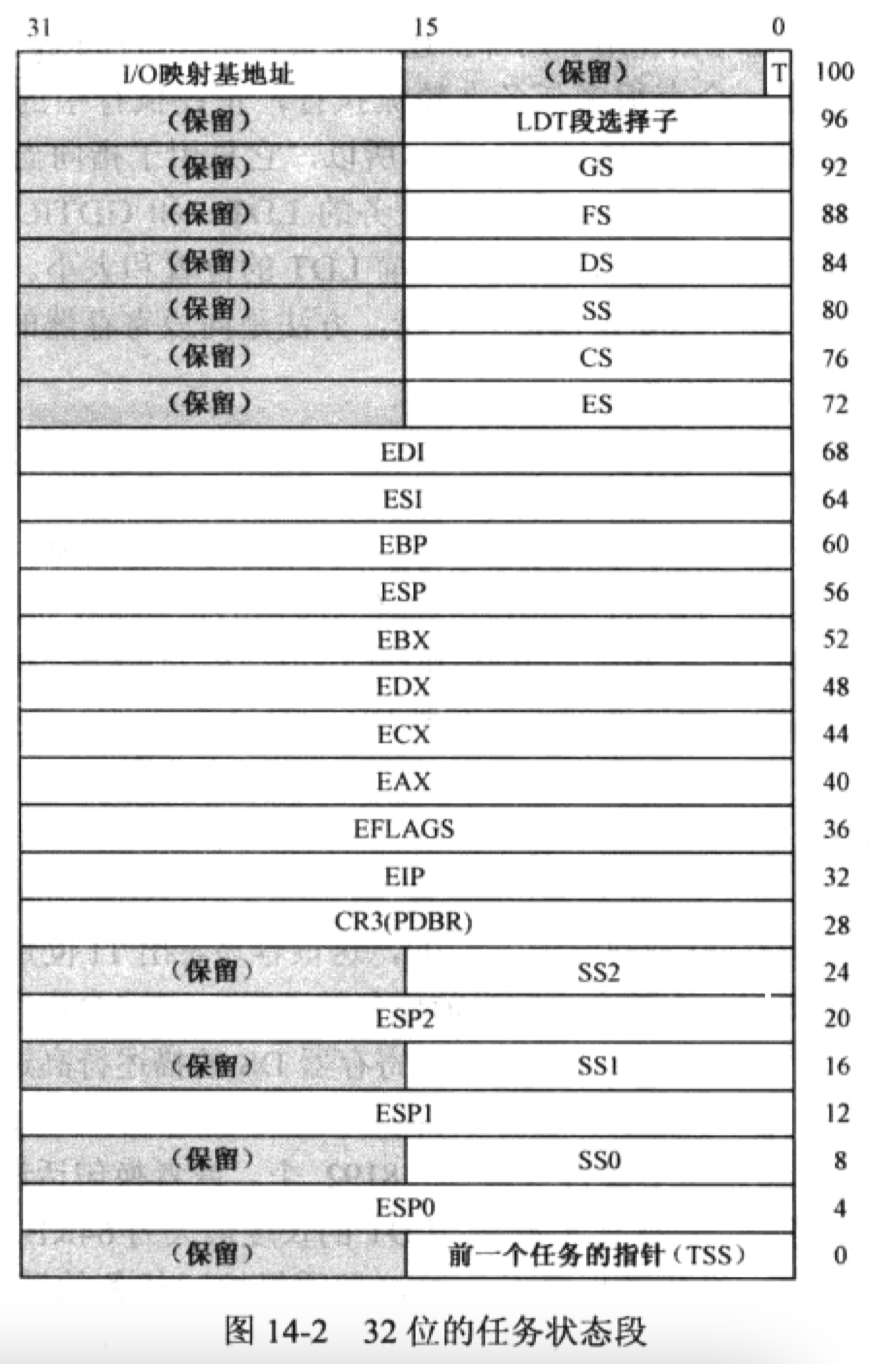 31 15 0
I/O映射基地址 （保留） T 100
（保留） LDT段选择子 96
（保留） GS 92
（保留） FS 88
（保留） DS 84
（保留） SS 80
（保留） CS 76
（保留） ES 72
EDI 68
ESI 64
EBP 60
ESP 56
EBX 52
EDX 48
ECX 44
EAX 40
EFLAGS 36
EIP 32
CR3(PDBR) 28
（保留） SS2 24
ESP2 20
（保留） SS1 16
ESP1 12
（保留） SS0 8
ESP0 4
（保留） 前一个任务的指针（TSS） 0
图 14-2 32 位的任务状态段